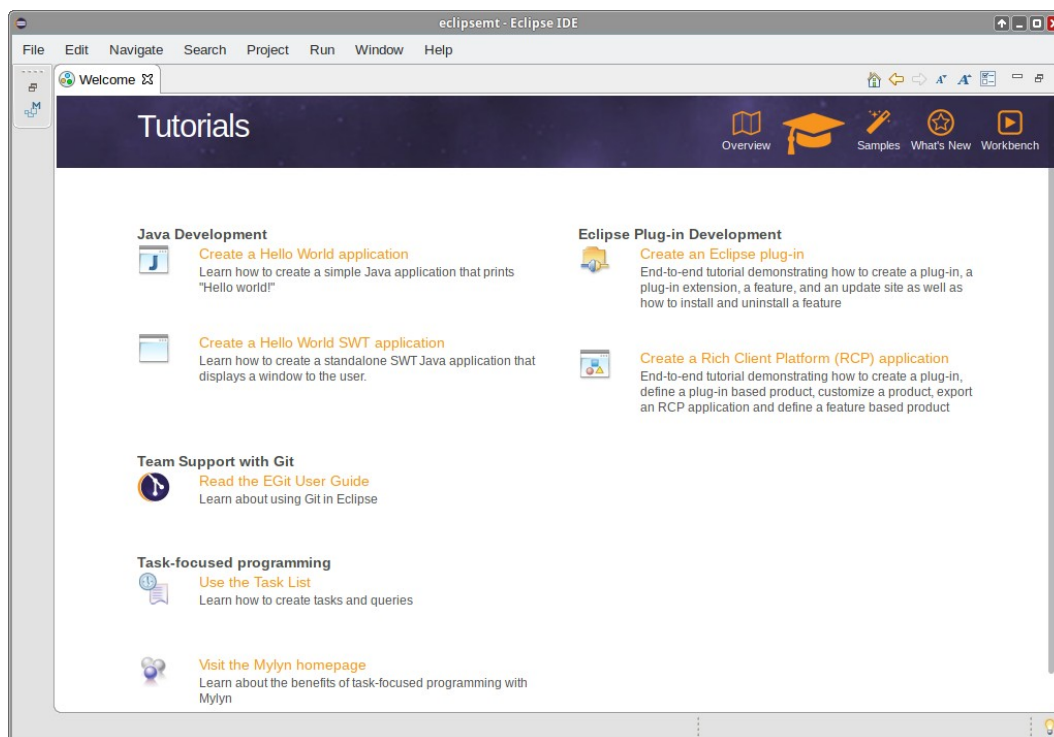 eclipsemt - Eclipse IDE
File Edit Navigate Search Project Run Window Help
Welcome
Tutorials
Overview
Samples
What's New
Workbench
Java Development
Create a Hello World application
Learn how to create a simple Java application that prints
"Hello world!"
Create a Hello World SWT application
Learn how to create a standalone SWT Java application that
displays a window to the user.
Team Support with Git
Read the EGit User Guide
Learn about using Git in Eclipse
Task-focused programming
Use the Task List
Learn how to create tasks and queries
Visit the Mylyn homepage
Learn about the benefits of task-focused programming with
Mylyn
Eclipse Plug-in Development
Create an Eclipse plug-in
End-to-end tutorial demonstrating how to create a plug-in, a
plug-in extension, a feature, and an update site as well as
how to install and uninstall a feature
Create a Rich Client Platform (RCP) application
End-to-end tutorial demonstrating how to create a plug-in,
define a plug-in based product, customize a product, export
an RCP application and define a feature based product